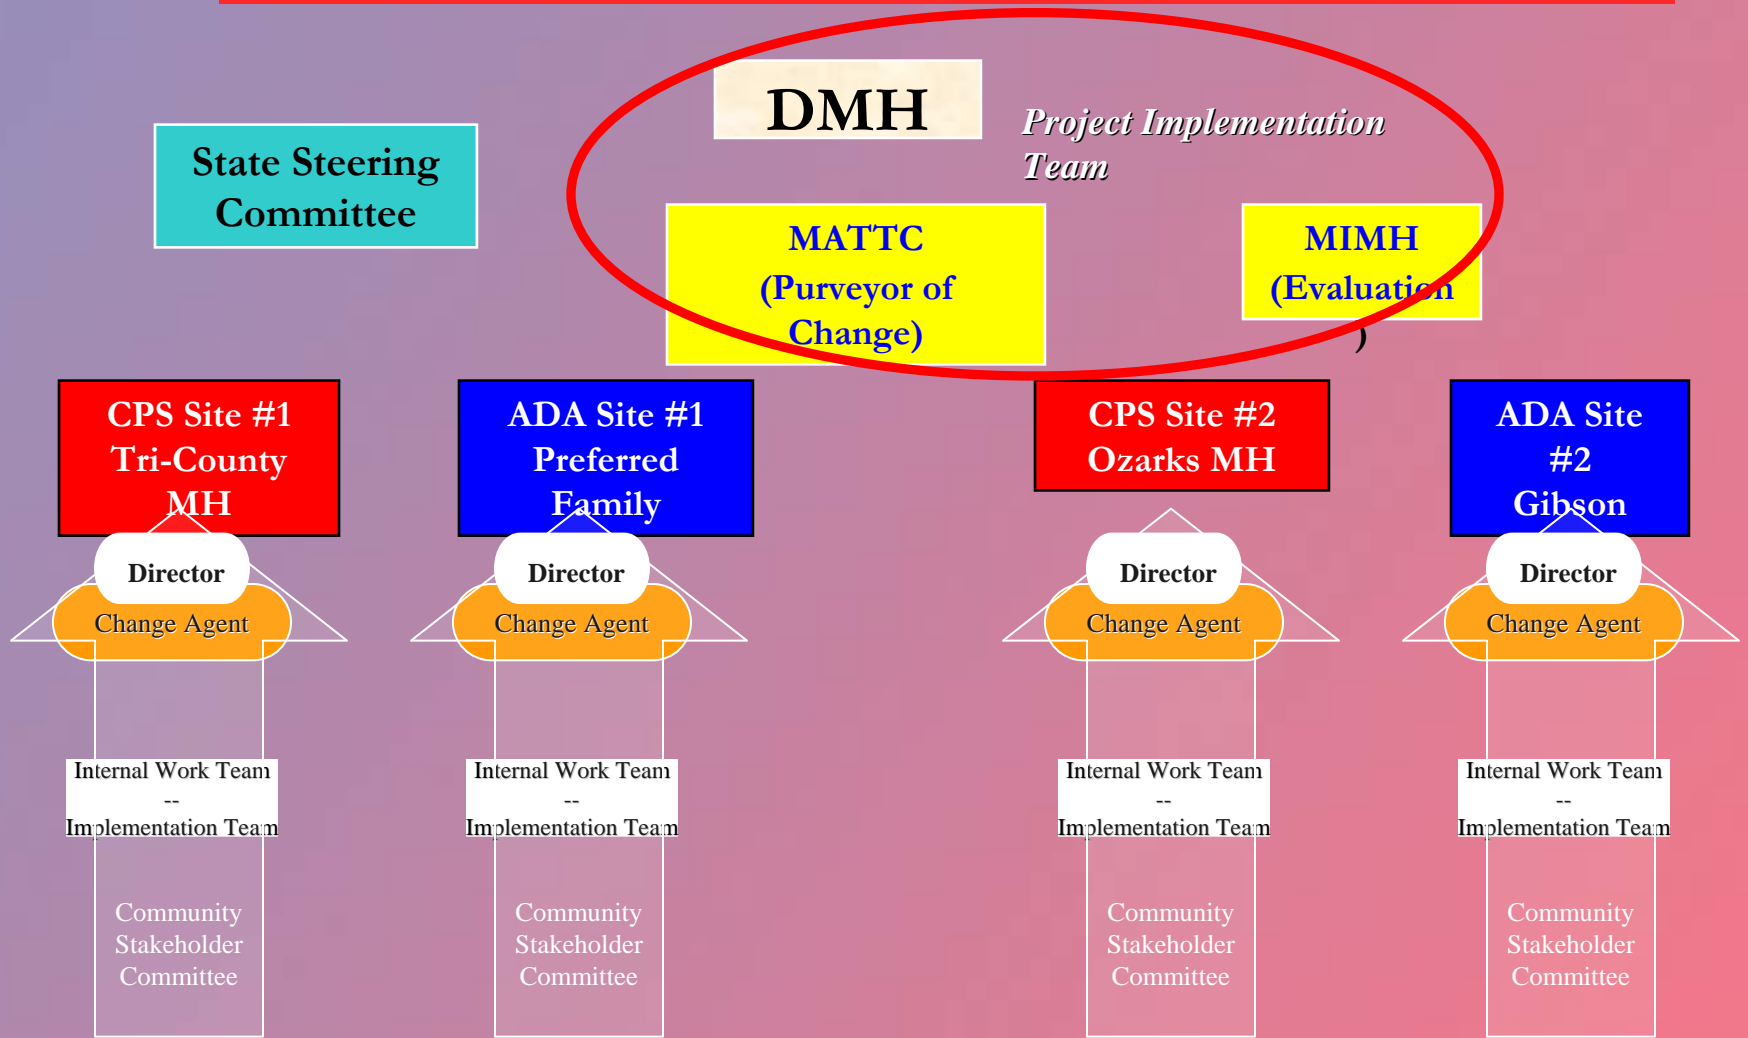 DMH
Project Implementation
Team
State Steering
Committee
MATTC
(Purveyor of
Change)
MIMH
(Evaluation
)
CPS Site #1
Tri-County
MH
ADA Site #1
Preferred
Family
CPS Site #2
Ozarks MH
ADA Site
#2
Gibson
Director
Change Agent
Internal Work Team
--
Implementation Team
Community
Stakeholder
Committee
Director
Change Agent
Internal Work Team
--
Implementation Team
Community
Stakeholder
Committee
Director
Change Agent
Internal Work Team
--
Implementation Team
Community
Stakeholder
Committee
Director
Change Agent
Internal Work Team
--
Implementation Team
Community
Stakeholder
Committee